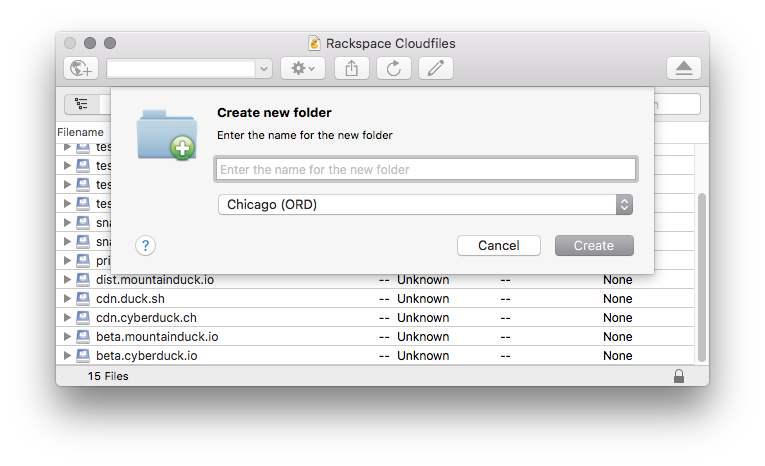 Rackspace Cloudfiles
Create new folder
Enter the name for the new folder
Enter the name for the new folder
Chicago (ORD)
?
Cancel
Create
Filename
tes
tes
tes
tes
sna
sna
pri
dist.mountainduck.io -- Unknown -- None
cdn.duck.sh -- Unknown -- None
cdn.cyberduck.ch -- Unknown -- None
beta.mountainduck.io -- Unknown -- None
beta.cyberduck.io -- Unknown -- None
15 Files